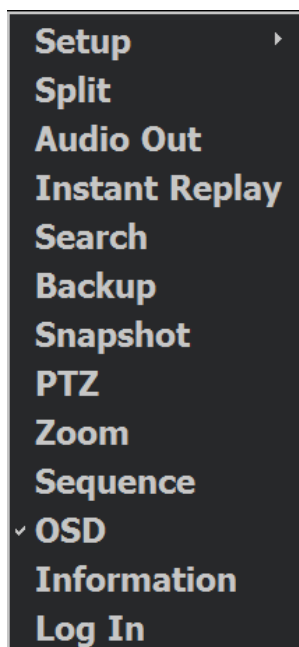 Setup
Split
Audio Out
Instant Replay
Search
Backup
Snapshot
PTZ
Zoom
Sequence
OSD
Information
Log In